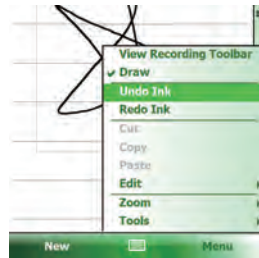 View Recording Toolbar
Draw
Undo Ink
Redo Ink
Cut
Copy
Paste
Edit
Zoom
Tools
New
Menu